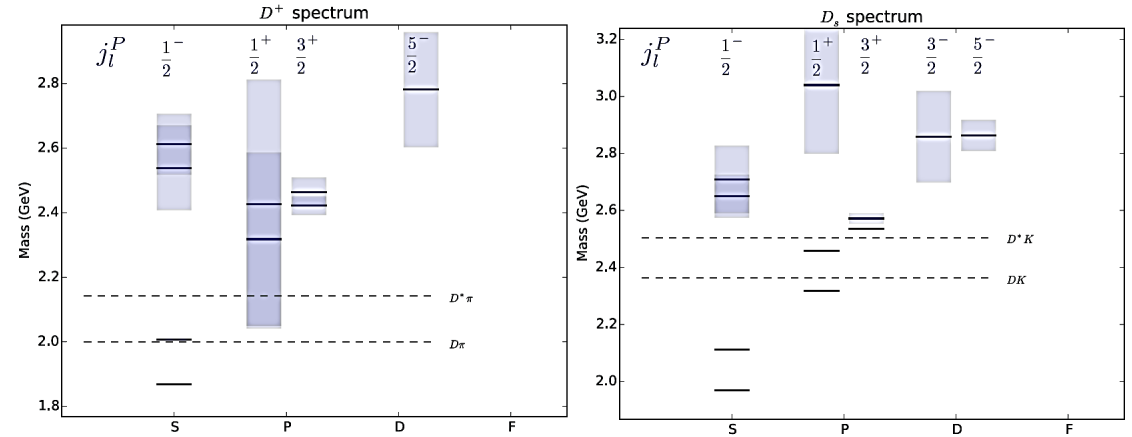 D⁺ spectrum
j_l^P 1/2⁻ 1/2⁺ 3/2⁺ 5/2⁻
Mass (GeV)
2.8
2.6
2.4
2.2
2.0
1.8
D*π
Dπ
S P D F
D_s spectrum
j_l^P 1/2⁻ 1/2⁺ 3/2⁺ 3/2⁻ 5/2⁻
Mass (GeV)
3.2
3.0
2.8
2.6
2.4
2.2
2.0
D*K
DK
S P D F